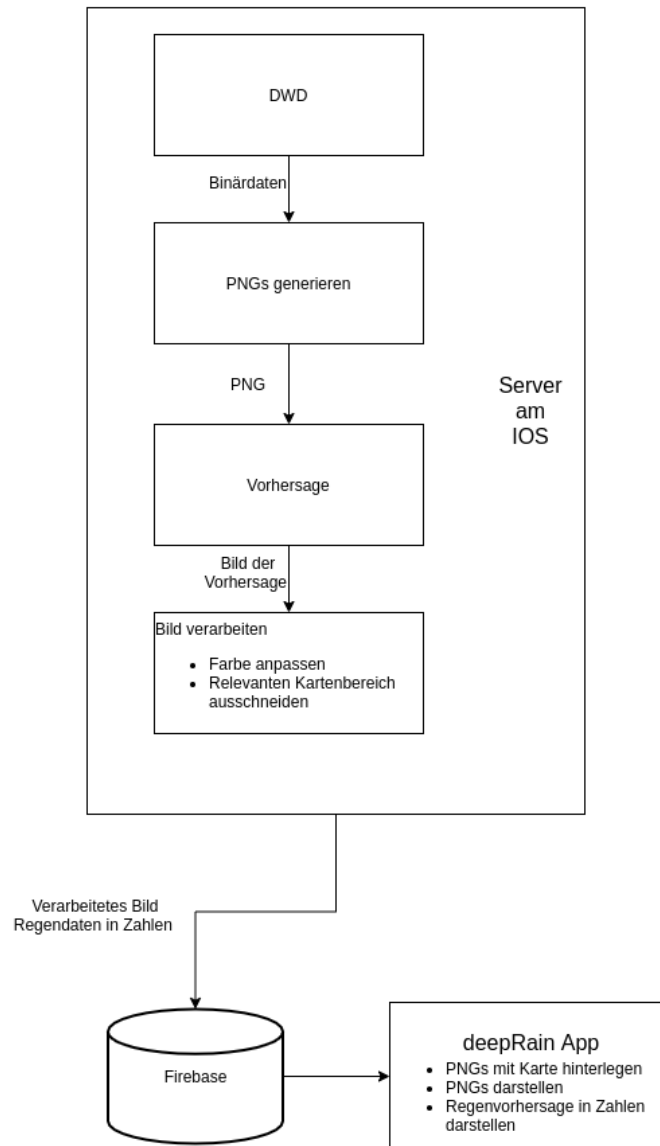 DWD
Binärdaten
PNGs generieren
PNG
Server
am
IOS
Vorhersage
Bild der
Vorhersage
Bild verarbeiten
• Farbe anpassen
• Relevanten Kartenbereich
ausschneiden
Verarbeitetes Bild
Regendaten in Zahlen
Firebase
deepRain App
• PNGs mit Karte hinterlegen
• PNGs darstellen
• Regenvorhersage in Zahlen
darstellen